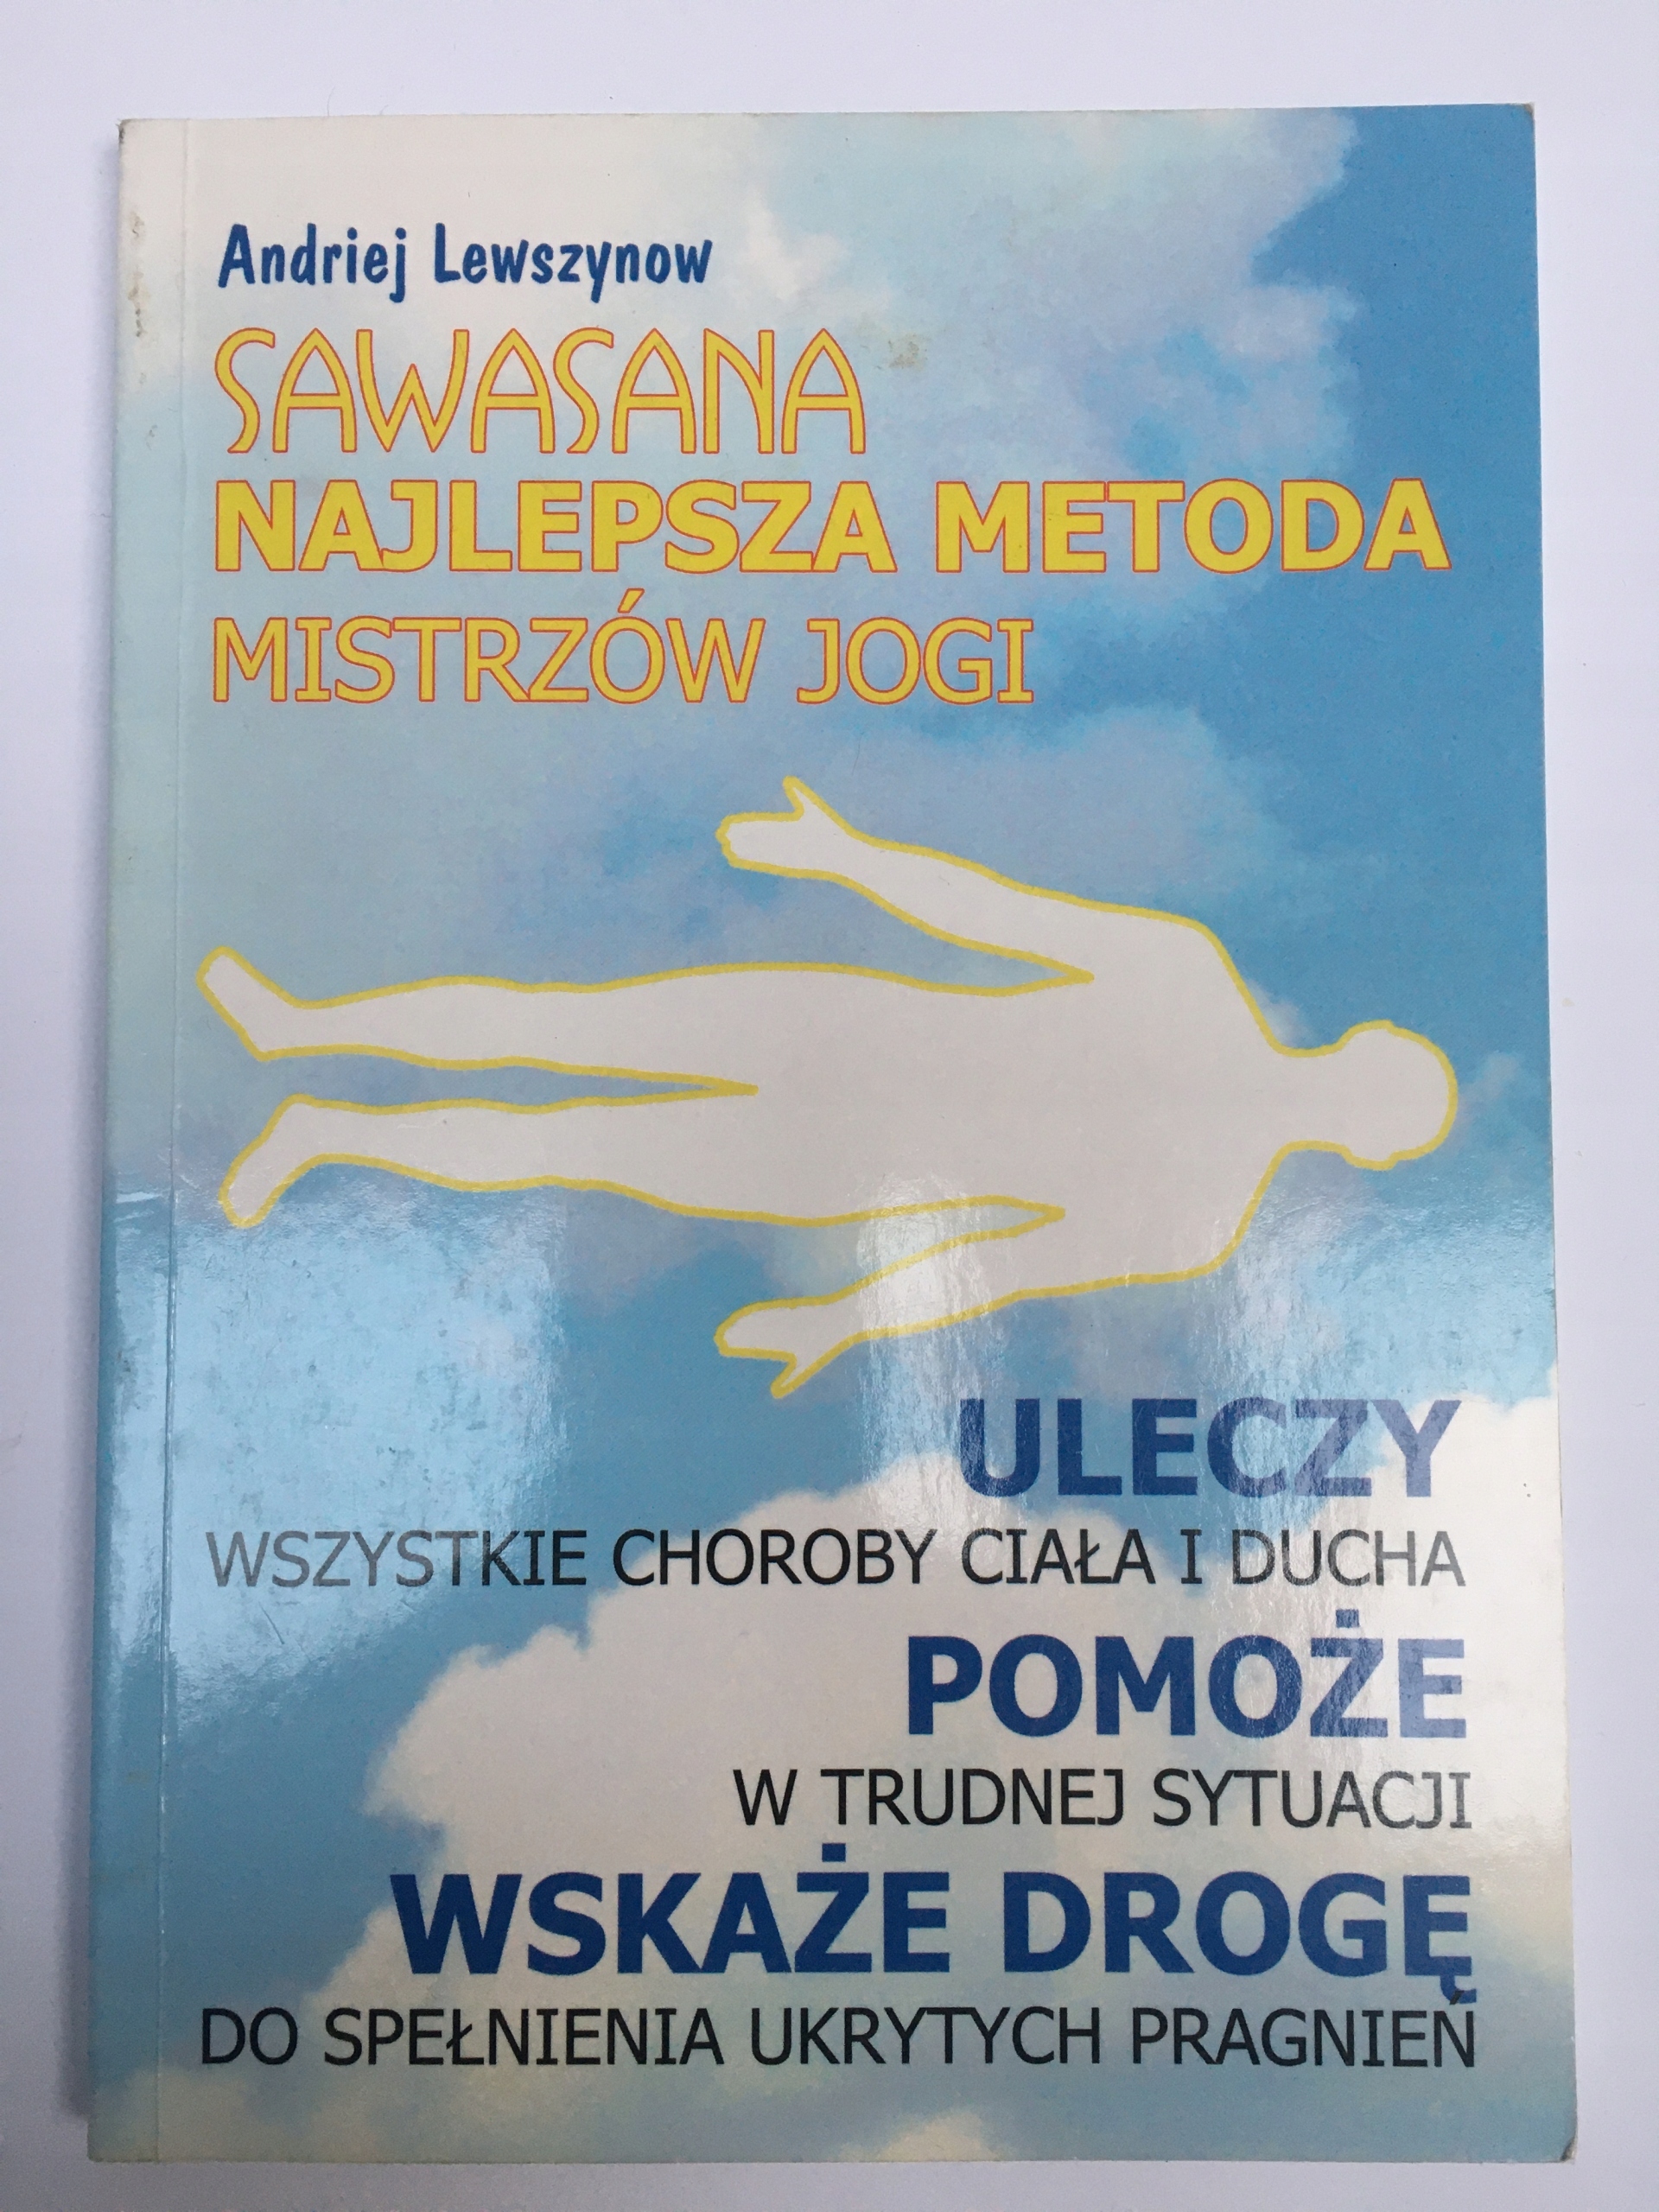 Andriej Lewszynow
SAWASANA
NAJLEPSZA METODA
MISTRZÓW JOGI
ULECZY
WSZYSTKIE CHOROBY CIAŁA I DUCHA
POMOŻE
W TRUDNEJ SYTUACJI
WSKAŻE DROGĘ
DO SPEŁNIENIA UKRYTYCH PRAGNIEŃ